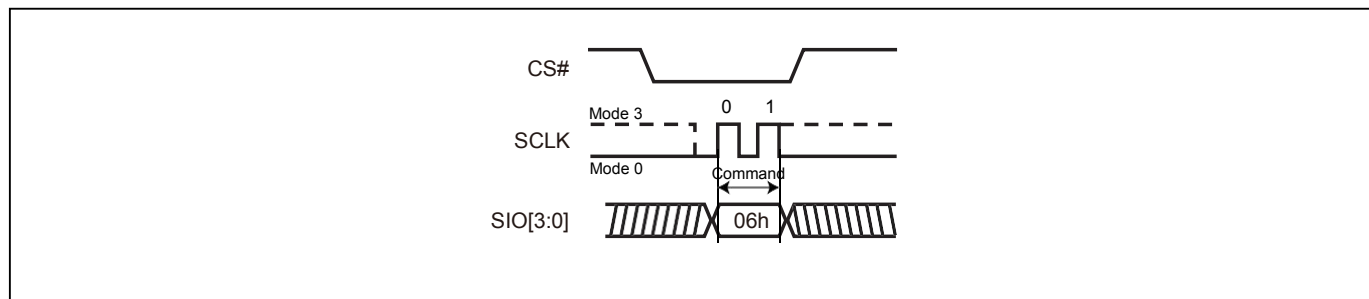 CS#
Mode 3
0 1
SCLK
Mode 0
Command
SIO[3:0]
06h